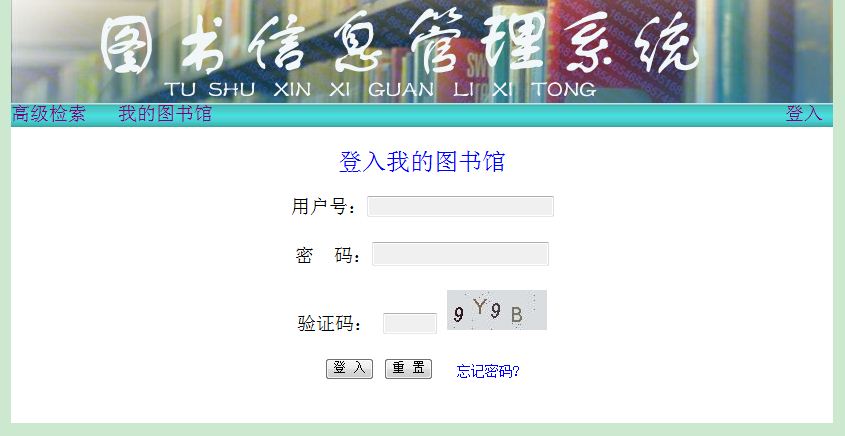 图书信息管理系统
TU SHU XIN XI GUAN LI XI TONG
高级检索 我的图书馆 登入
登入我的图书馆
用户号：
密 码：
验证码： 9Y9B
登 入 重 置 忘记密码?